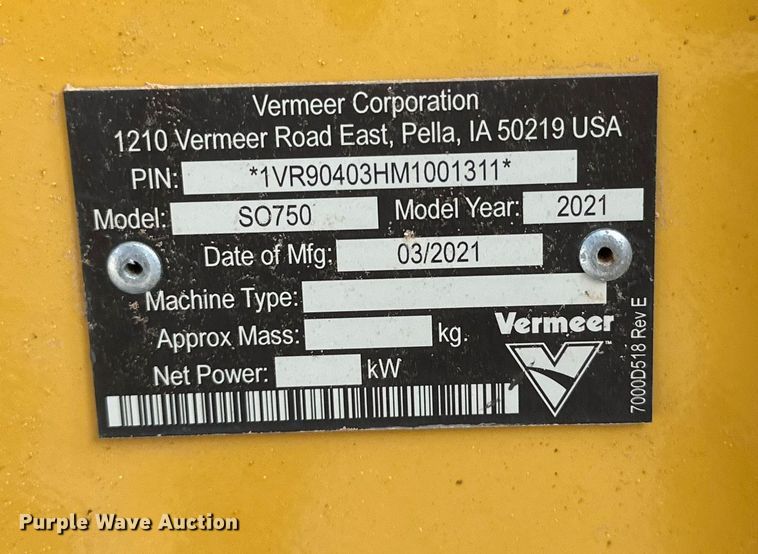 Vermeer Corporation
1210 Vermeer Road East, Pella, IA 50219 USA
PIN: *1VR90403HM1001311*
Model: SO750 Model Year: 2021
Date of Mfg: 03/2021
Machine Type:
Approx Mass: kg.
Net Power: kW
Vermeer
™
7000D518 Rev E
Purple Wave Auction